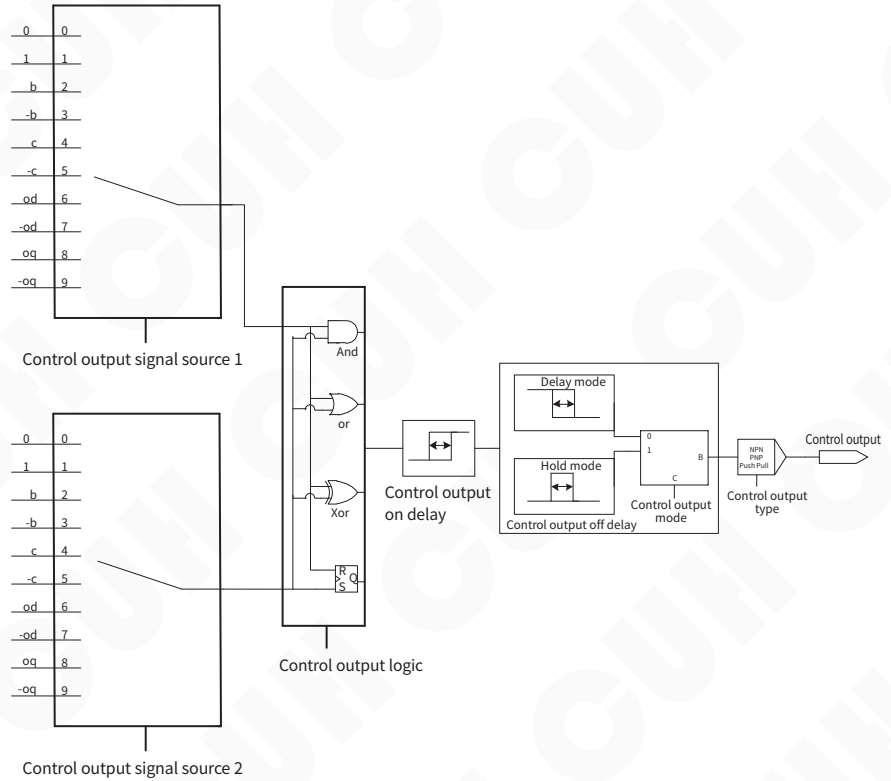 0 0
1 1
b 2
-b 3
c 4
-c 5
od 6
-od 7
oq 8
-oq 9
Control output signal source 1
And
or
Xor
R
S
Q
Control output logic
0 0
1 1
b 2
-b 3
c 4
-c 5
od 6
-od 7
oq 8
-oq 9
Control output signal source 2
Control output
on delay
Delay mode
Hold mode
Control output off delay
0
1
B
C
Control output
mode
NPN
PNP
Push Pull
Control output
type
Control output
CUH CUH CUH